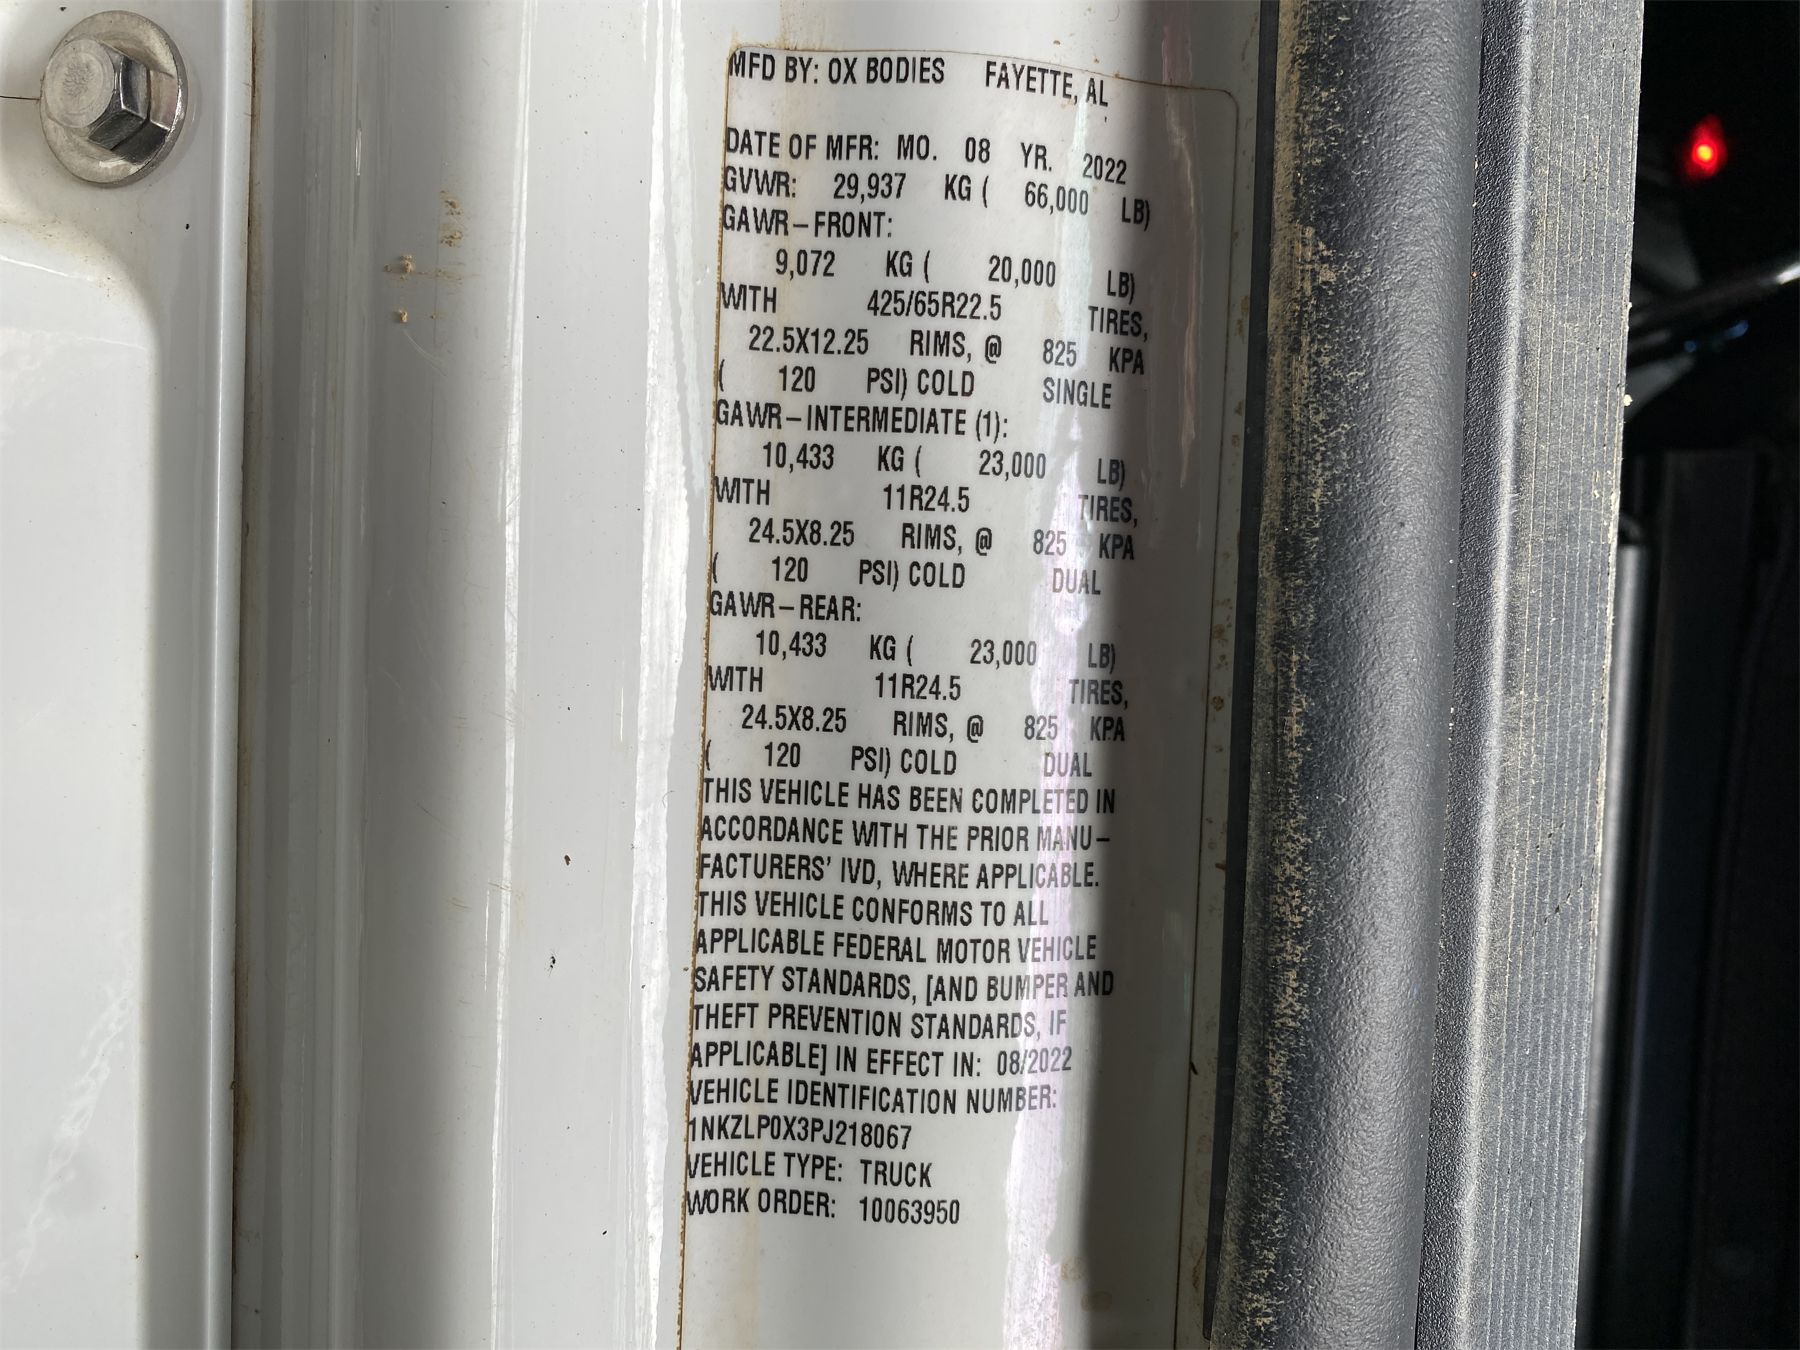 MFD BY: OX BODIES FAYETTE, AL
DATE OF MFR: MO. 08 YR. 2022
GVWR: 29,937 KG ( 66,000 LB)
GAWR-FRONT:
9,072 KG ( 20,000 LB)
WITH 425/65R22.5 TIRES,
22.5X12.25 RIMS, @ 825 KPA
( 120 PSI) COLD SINGLE
GAWR-INTERMEDIATE (1):
10,433 KG ( 23,000 LB)
WITH 11R24.5 TIRES,
24.5X8.25 RIMS, @ 825 KPA
( 120 PSI) COLD DUAL
GAWR-REAR:
10,433 KG ( 23,000 LB)
WITH 11R24.5 TIRES,
24.5X8.25 RIMS, @ 825 KPA
( 120 PSI) COLD DUAL
THIS VEHICLE HAS BEEN COMPLETED IN
ACCORDANCE WITH THE PRIOR MANU-
FACTURERS' IVD, WHERE APPLICABLE.
THIS VEHICLE CONFORMS TO ALL
APPLICABLE FEDERAL MOTOR VEHICLE
SAFETY STANDARDS, [AND BUMPER AND
THEFT PREVENTION STANDARDS, IF
APPLICABLE] IN EFFECT IN: 08/2022
VEHICLE IDENTIFICATION NUMBER:
1NKZLP0X3PJ218067
VEHICLE TYPE: TRUCK
WORK ORDER: 10063950